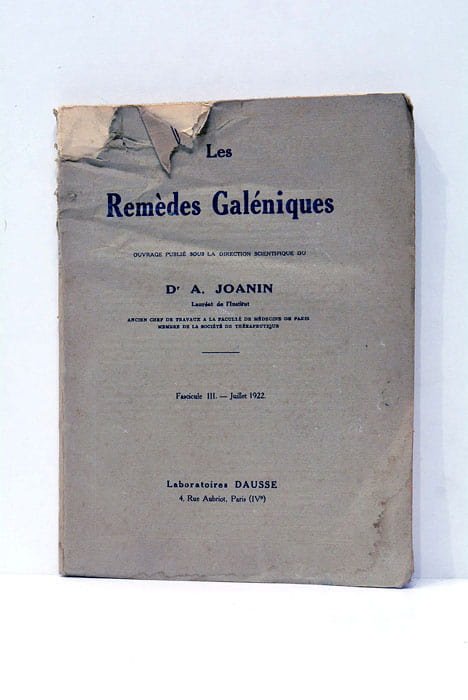 Les
Remèdes Galéniques
OUVRAGE PUBLIÉ SOUS LA DIRECTION SCIENTIFIQUE DU
Dr A. JOANIN
Lauréat de l'Institut
ANCIEN CHEF DE TRAVAUX A LA FACULTÉ DE MÉDECINE DE PARIS
MEMBRE DE LA SOCIÉTÉ DE THÉRAPEUTIQUE
Fascicule III. — Juillet 1922.
Laboratoires DAUSSE
4, Rue Aubriot, Paris (IVe)